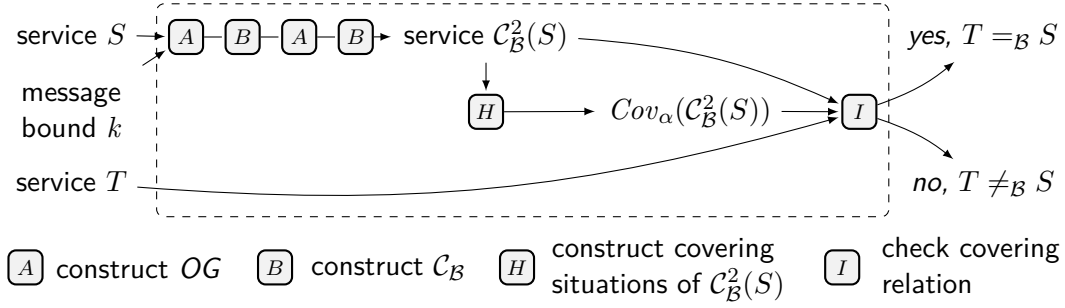 service S A B A B service 𝒞²_ℬ(S) yes, T =_ℬ S
message
bound k
H Cov_α(𝒞²_ℬ(S)) I
service T no, T ≠_ℬ S
A construct OG B construct 𝒞_ℬ H construct covering
situations of 𝒞²_ℬ(S) I check covering
relation